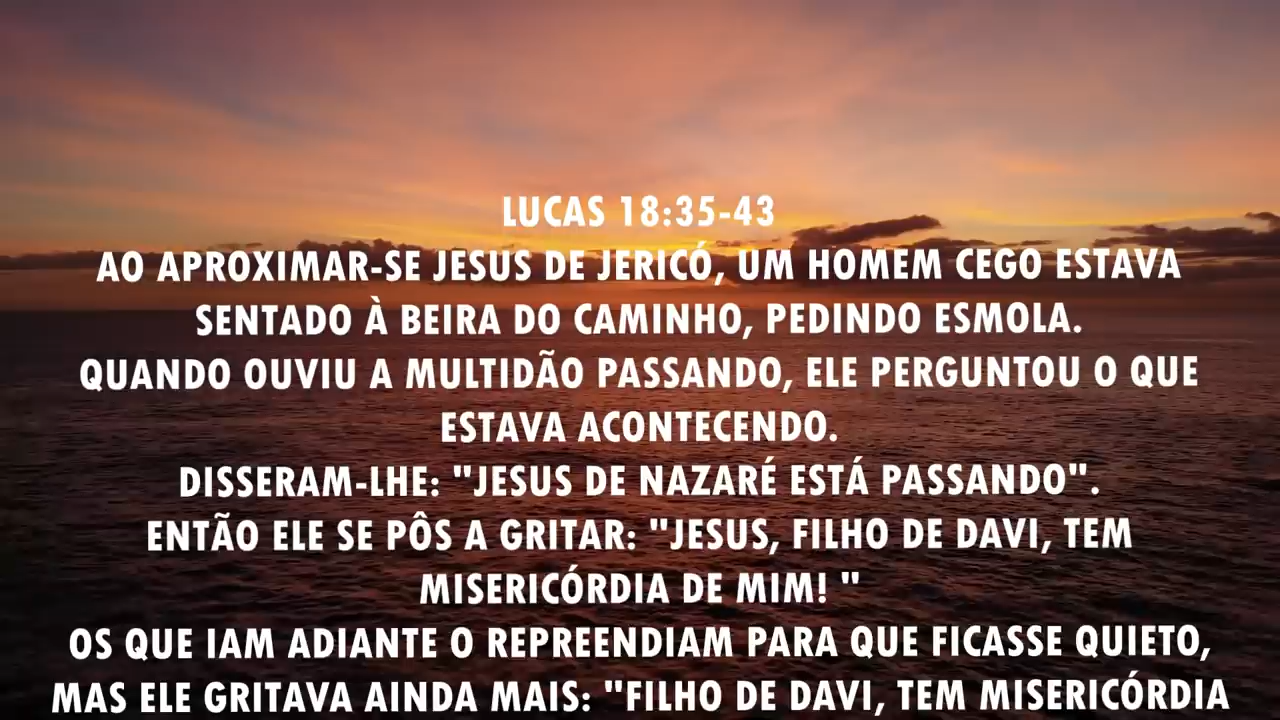 LUCAS 18:35-43
AO APROXIMAR-SE JESUS DE JERICÓ, UM HOMEM CEGO ESTAVA
SENTADO À BEIRA DO CAMINHO, PEDINDO ESMOLA.
QUANDO OUVIU A MULTIDÃO PASSANDO, ELE PERGUNTOU O QUE
ESTAVA ACONTECENDO.
DISSERAM-LHE: "JESUS DE NAZARÉ ESTÁ PASSANDO".
ENTÃO ELE SE PÔS A GRITAR: "JESUS, FILHO DE DAVI, TEM
MISERICÓRDIA DE MIM! "
OS QUE IAM ADIANTE O REPREENDIAM PARA QUE FICASSE QUIETO,
MAS ELE GRITAVA AINDA MAIS: "FILHO DE DAVI, TEM MISERICÓRDIA